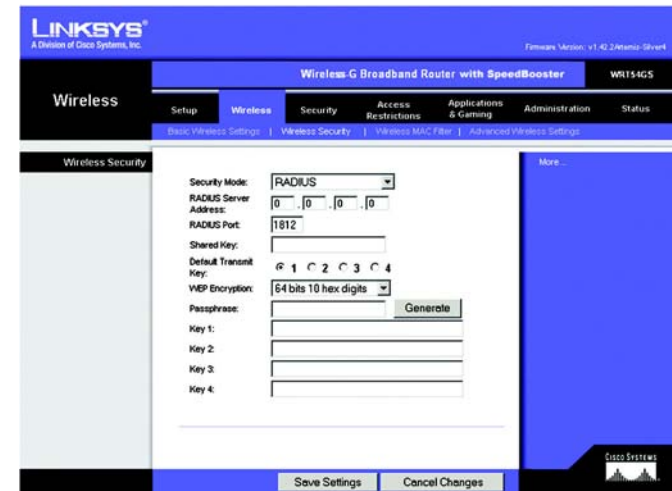 LINKSYS®
A Division of Cisco Systems, Inc.
Firmware Version: v1.42.2Artemis-Silver4
Wireless-G Broadband Router with SpeedBooster WRT54GS
Wireless
Setup Wireless Security Access Restrictions Applications & Gaming Administration Status
Basic Wireless Settings | Wireless Security | Wireless MAC Filter | Advanced Wireless Settings
Wireless Security
More...
Security Mode: RADIUS
RADIUS Server Address: 0 . 0 . 0 . 0
RADIUS Port: 1812
Shared Key:
Default Transmit Key: 1 2 3 4
WEP Encryption: 64 bits 10 hex digits
Passphrase: Generate
Key 1:
Key 2:
Key 3:
Key 4:
Save Settings Cancel Changes
CISCO SYSTEMS